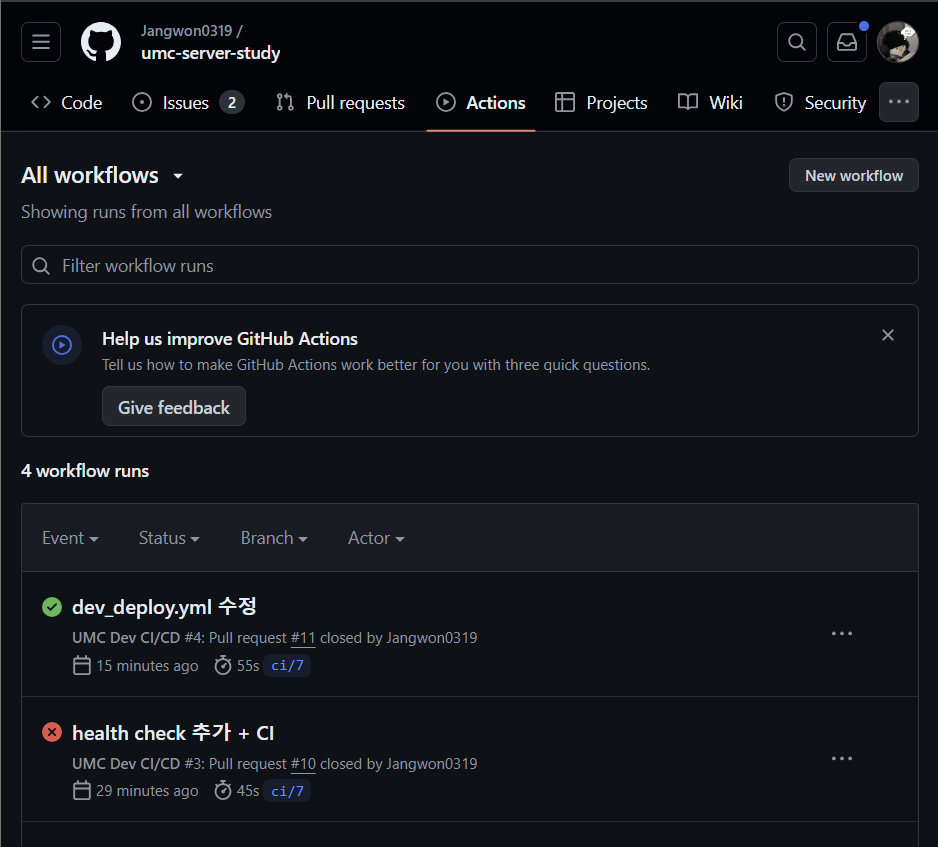 Jangwon0319 /
umc-server-study
Code Issues 2 Pull requests Actions Projects Wiki Security
All workflows
New workflow
Showing runs from all workflows
Filter workflow runs
Help us improve GitHub Actions
Tell us how to make GitHub Actions work better for you with three quick questions.
Give feedback
4 workflow runs
Event Status Branch Actor
dev_deploy.yml 수정
UMC Dev CI/CD #4: Pull request #11 closed by Jangwon0319
15 minutes ago 55s ci/7
health check 추가 + CI
UMC Dev CI/CD #3: Pull request #10 closed by Jangwon0319
29 minutes ago 45s ci/7